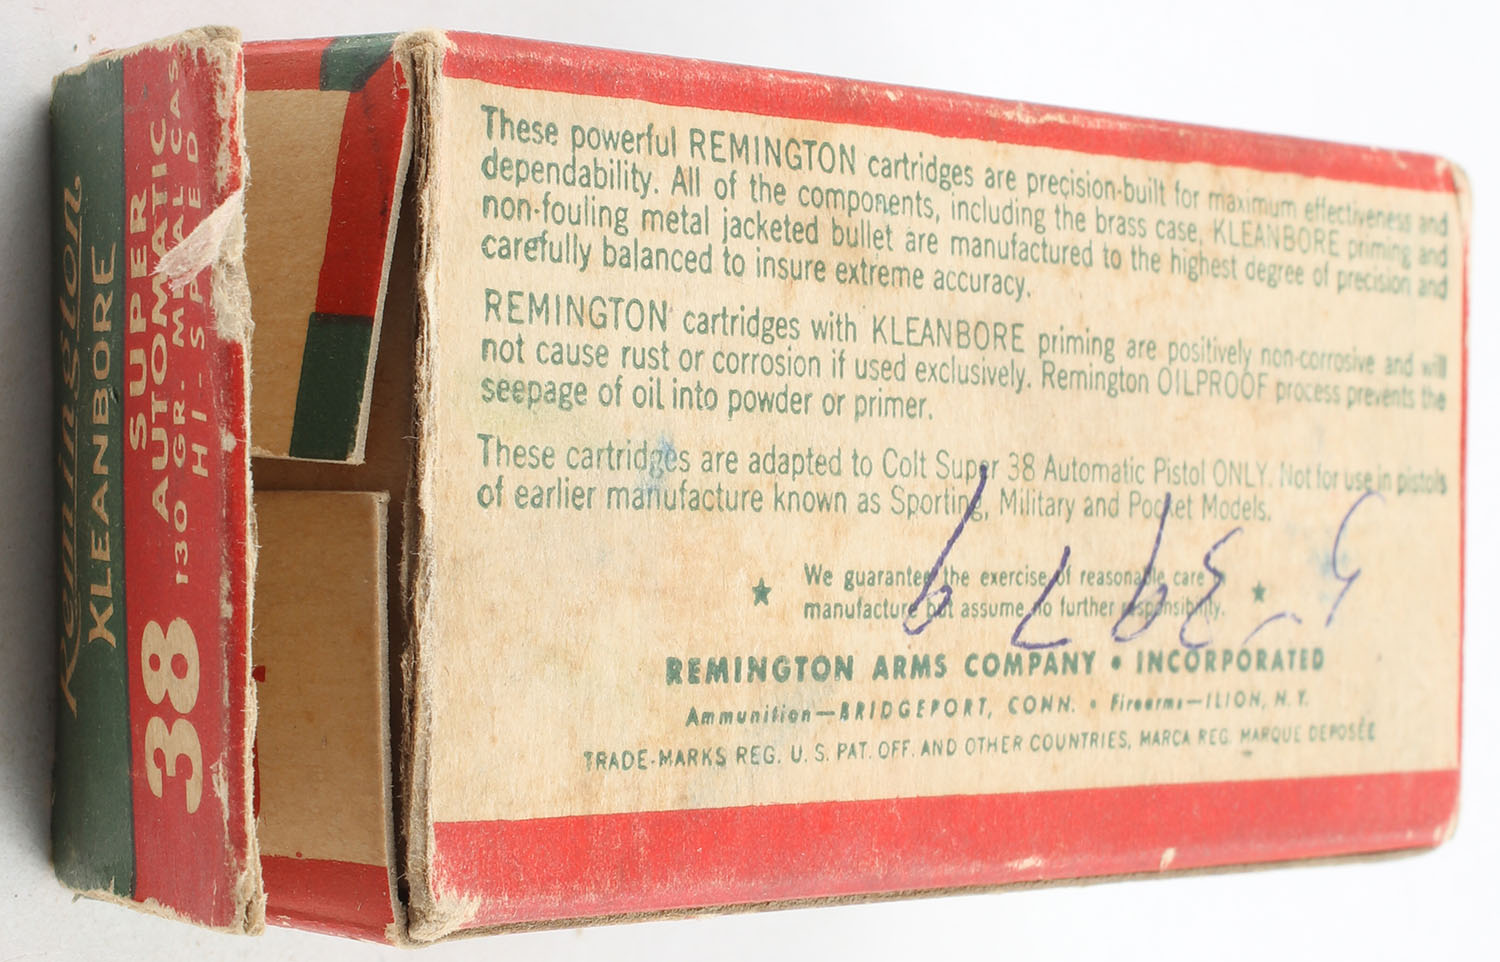 Remington
KLEANBORE
38 SUPER
AUTOMATIC
130 GR. METAL CASE
HI-SPEED
These powerful REMINGTON cartridges are precision-built for maximum effectiveness and
dependability. All of the components, including the brass case, KLEANBORE priming and
non-fouling metal jacketed bullet are manufactured to the highest degree of precision and
carefully balanced to insure extreme accuracy.
REMINGTON cartridges with KLEANBORE priming are positively non-corrosive and will
not cause rust or corrosion if used exclusively. Remington OILPROOF process prevents the
seepage of oil into powder or primer.
These cartridges are adapted to Colt Super 38 Automatic Pistol ONLY. Not for use in pistols
of earlier manufacture known as Sporting, Military and Pocket Models.
★ We guarantee the exercise of reasonable care in ★
manufacture but assume no further responsibility.
REMINGTON ARMS COMPANY • INCORPORATED
Ammunition—BRIDGEPORT, CONN. • Firearms—ILION, N.Y.
TRADE-MARKS REG. U.S. PAT. OFF. AND OTHER COUNTRIES, MARCA REG. MARQUE DEPOSÉE